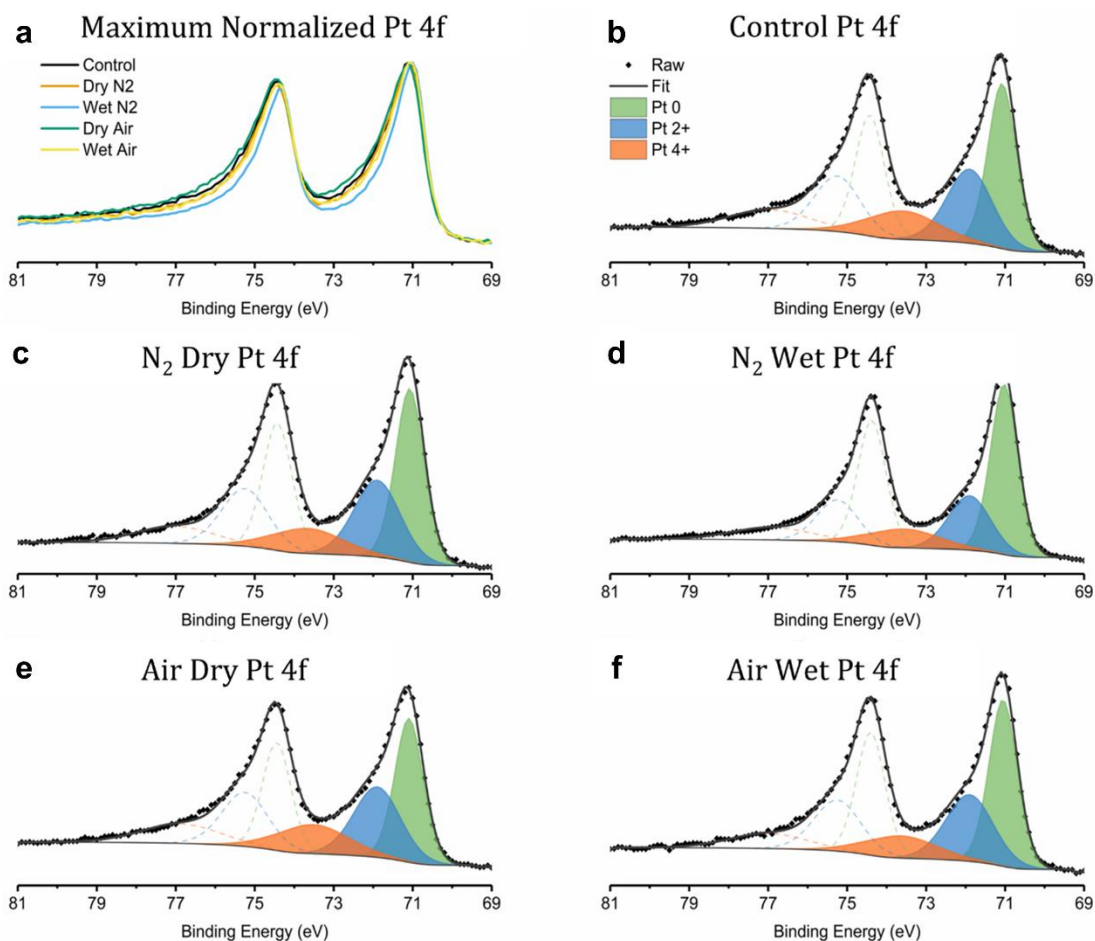 a
Maximum Normalized Pt 4f
Control
Dry N2
Wet N2
Dry Air
Wet Air
81 79 77 75 73 71 69
Binding Energy (eV)
b
Control Pt 4f
Raw
Fit
Pt 0
Pt 2+
Pt 4+
81 79 77 75 73 71 69
Binding Energy (eV)
c
N₂ Dry Pt 4f
81 79 77 75 73 71 69
Binding Energy (eV)
d
N₂ Wet Pt 4f
81 79 77 75 73 71 69
Binding Energy (eV)
e
Air Dry Pt 4f
81 79 77 75 73 71 69
Binding Energy (eV)
f
Air Wet Pt 4f
81 79 77 75 73 71 69
Binding Energy (eV)